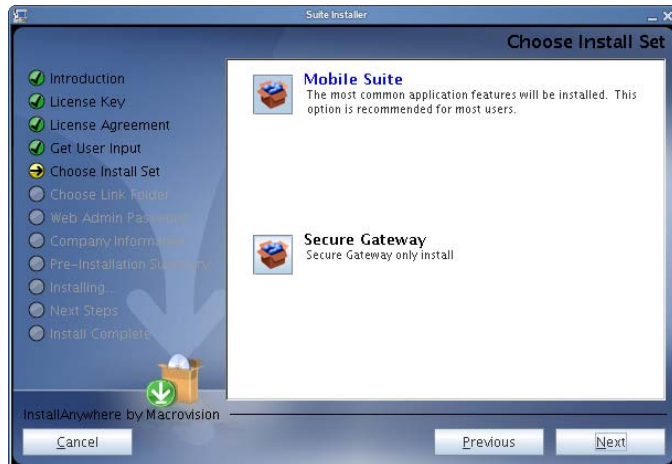 Suite Installer
Choose Install Set
Introduction
License Key
License Agreement
Get User Input
Choose Install Set
Choose Link Folder
Web Admin Password
Company Information
Pre-Installation Summary
Installing...
Next Steps
Install Complete
Mobile Suite
The most common application features will be installed. This
option is recommended for most users.
Secure Gateway
Secure Gateway only install
InstallAnywhere by Macrovision
Cancel
Previous
Next